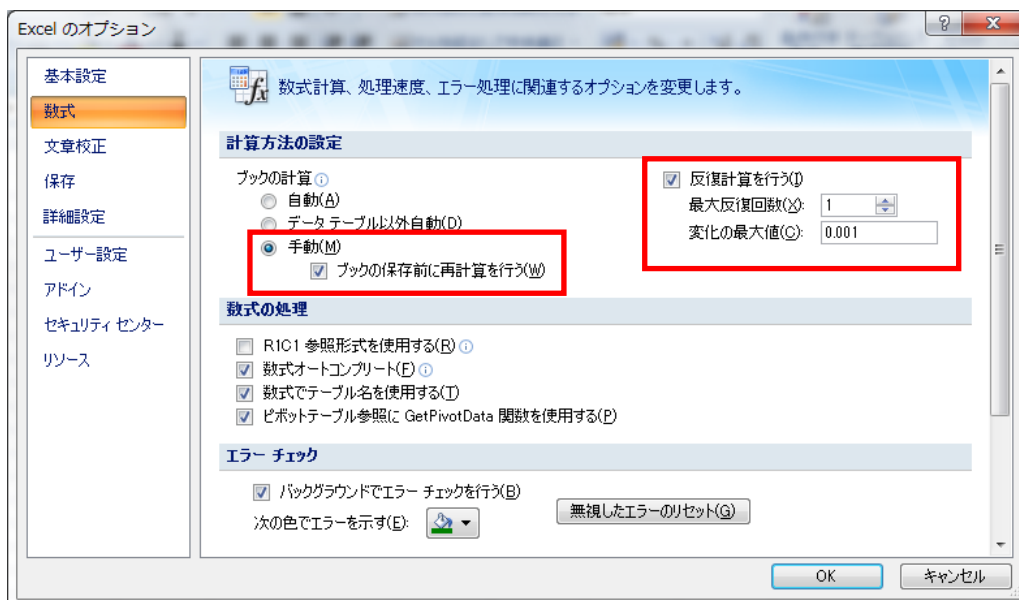 Excel のオプション
基本設定
数式
文章校正
保存
詳細設定
ユーザー設定
アドイン
セキュリティ センター
リソース
数式計算、処理速度、エラー処理に関連するオプションを変更します。
計算方法の設定
ブックの計算
自動(A)
データ テーブル以外自動(D)
手動(M)
ブックの保存前に再計算を行う(W)
反復計算を行う(I)
最大反復回数(X): 1
変化の最大値(C): 0.001
数式の処理
R1C1 参照形式を使用する(R)
数式オートコンプリート(F)
数式でテーブル名を使用する(T)
ピボットテーブル参照に GetPivotData 関数を使用する(P)
エラー チェック
バックグラウンドでエラー チェックを行う(B)
次の色でエラーを示す(E):
無視したエラーのリセット(G)
OK
キャンセル